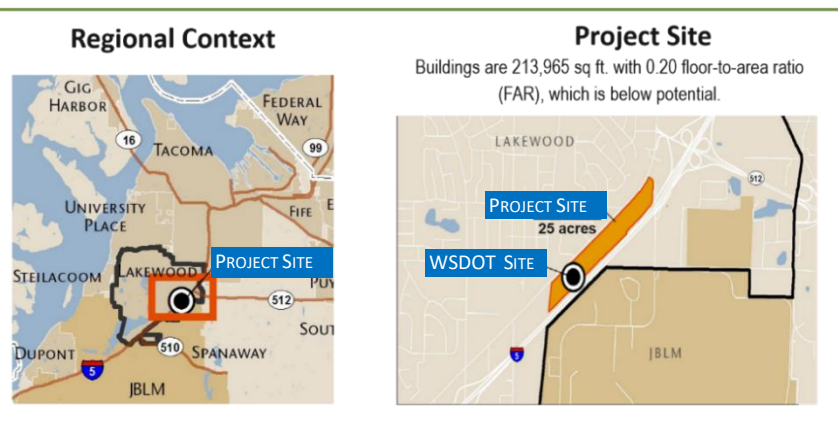 Regional Context
GIG
HARBOR
FEDERAL
WAY
16
TACOMA
99
UNIVERSITY
PLACE
FIFE
E
PROJECT SITE
STEILACOOM
LAKEWOOD
PUY
512
SOUT
DUPONT
510
SPANAWAY
5
JBLM
Project Site
Buildings are 213,965 sq ft. with 0.20 floor-to-area ratio
(FAR), which is below potential.
LAKEWOOD
512
PROJECT SITE
25 acres
WSDOT SITE
5
JBLM